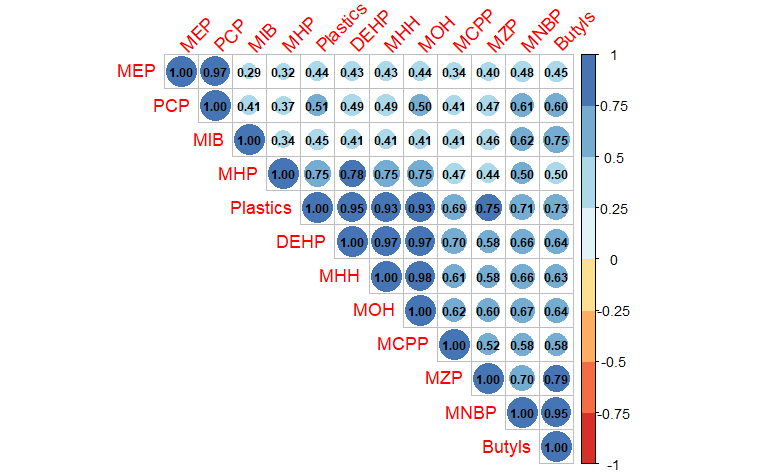 MEP PCP MIB MHP Plastics DEHP MHH MOH MCPP MZP MNBP Butyls
1
MEP 1.00 0.97 0.29 0.32 0.44 0.43 0.43 0.44 0.34 0.40 0.48 0.45
PCP 1.00 0.41 0.37 0.51 0.49 0.49 0.50 0.41 0.47 0.61 0.60
0.75
MIB 1.00 0.34 0.45 0.41 0.41 0.41 0.41 0.46 0.62 0.75
0.5
MHP 1.00 0.75 0.78 0.75 0.75 0.47 0.44 0.50 0.50
Plastics 1.00 0.95 0.93 0.93 0.69 0.75 0.71 0.73
0.25
DEHP 1.00 0.97 0.97 0.70 0.58 0.66 0.64
0
MHH 1.00 0.98 0.61 0.58 0.66 0.63
MOH 1.00 0.62 0.60 0.67 0.64
-0.25
MCPP 1.00 0.52 0.58 0.58
-0.5
MZP 1.00 0.70 0.79
MNBP 1.00 0.95
-0.75
Butyls 1.00
-1